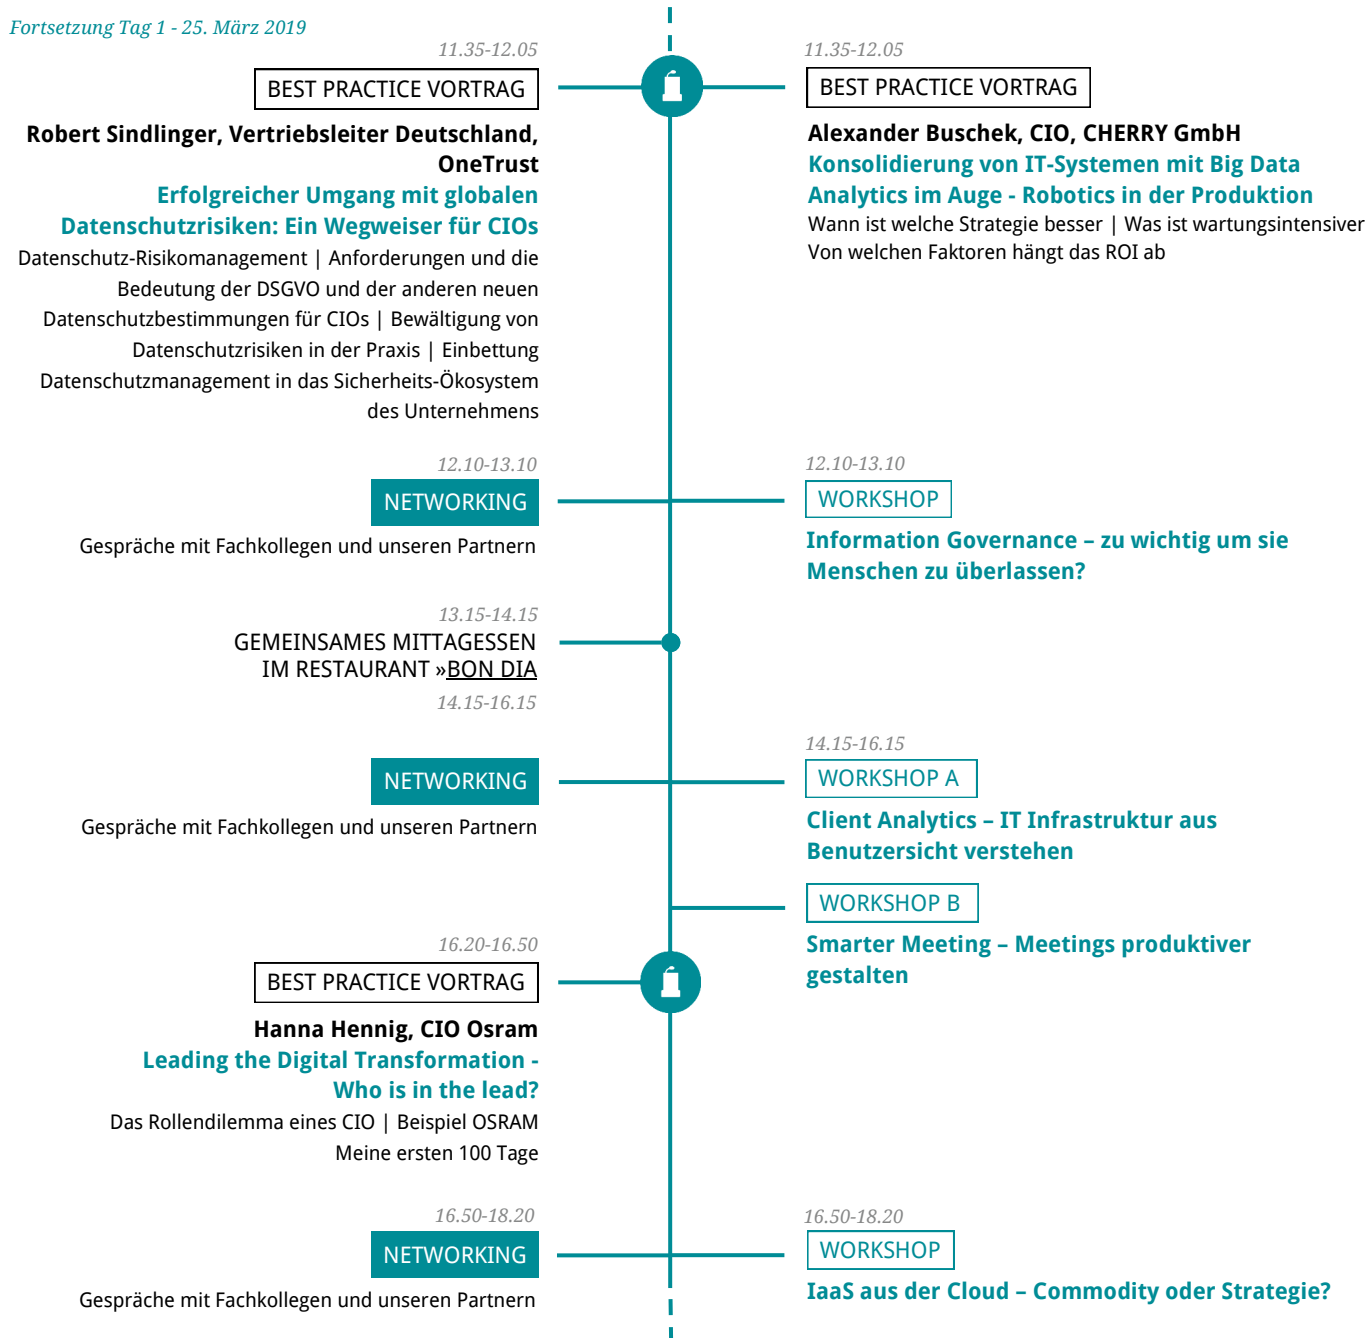 Fortsetzung Tag 1 - 25. März 2019
11.35-12.05
BEST PRACTICE VORTRAG
Robert Sindlinger, Vertriebsleiter Deutschland,
OneTrust
Erfolgreicher Umgang mit globalen
Datenschutzrisiken: Ein Wegweiser für CIOs
Datenschutz-Risikomanagement | Anforderungen und die
Bedeutung der DSGVO und der anderen neuen
Datenschutzbestimmungen für CIOs | Bewältigung von
Datenschutzrisiken in der Praxis | Einbettung
Datenschutzmanagement in das Sicherheits-Ökosystem
des Unternehmens
11.35-12.05
BEST PRACTICE VORTRAG
Alexander Buschek, CIO, CHERRY GmbH
Konsolidierung von IT-Systemen mit Big Data
Analytics im Auge - Robotics in der Produktion
Wann ist welche Strategie besser | Was ist wartungsintensiver
Von welchen Faktoren hängt das ROI ab
12.10-13.10
NETWORKING
Gespräche mit Fachkollegen und unseren Partnern
12.10-13.10
WORKSHOP
Information Governance – zu wichtig um sie
Menschen zu überlassen?
13.15-14.15
GEMEINSAMES MITTAGESSEN
IM RESTAURANT »BON DIA
14.15-16.15
NETWORKING
Gespräche mit Fachkollegen und unseren Partnern
14.15-16.15
WORKSHOP A
Client Analytics – IT Infrastruktur aus
Benutzersicht verstehen
WORKSHOP B
Smarter Meeting – Meetings produktiver
gestalten
16.20-16.50
BEST PRACTICE VORTRAG
Hanna Hennig, CIO Osram
Leading the Digital Transformation -
Who is in the lead?
Das Rollendilemma eines CIO | Beispiel OSRAM
Meine ersten 100 Tage
16.50-18.20
NETWORKING
Gespräche mit Fachkollegen und unseren Partnern
16.50-18.20
WORKSHOP
IaaS aus der Cloud – Commodity oder Strategie?